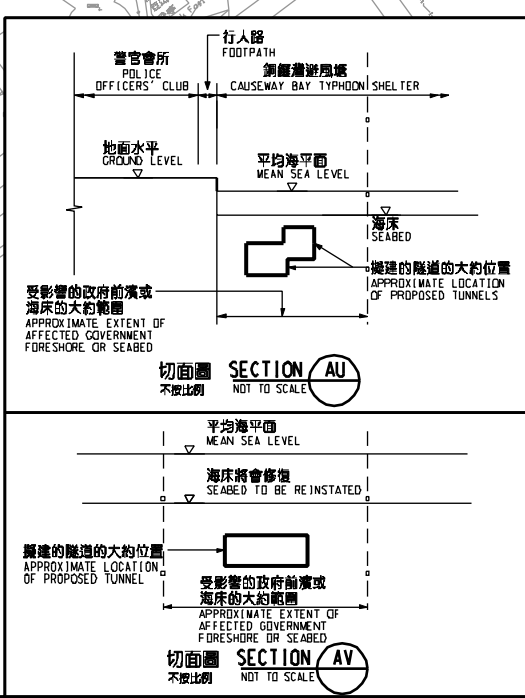 行人路
FOOTPATH
警官會所
POLICE
OFFICERS' CLUB
銅鑼灣避風塘
CAUSEWAY BAY TYPHOON SHELTER
地面水平
GROUND LEVEL
平均海平面
MEAN SEA LEVEL
海床
SEABED
擬建的隧道的大約位置
APPROXIMATE LOCATION
OF PROPOSED TUNNELS
受影響的政府前濱或
海床的大約範圍
APPROXIMATE EXTENT OF
AFFECTED GOVERNMENT
FORESHORE OR SEABED
切面圖 SECTION AU
不按比例 NOT TO SCALE
平均海平面
MEAN SEA LEVEL
海床將會修復
SEABED TO BE REINSTATED
擬建的隧道的大約位置
APPROXIMATE LOCATION
OF PROPOSED TUNNEL
受影響的政府前濱或
海床的大約範圍
APPROXIMATE EXTENT OF
AFFECTED GOVERNMENT
FORESHORE OR SEABED
切面圖 SECTION AV
不按比例 NOT TO SCALE